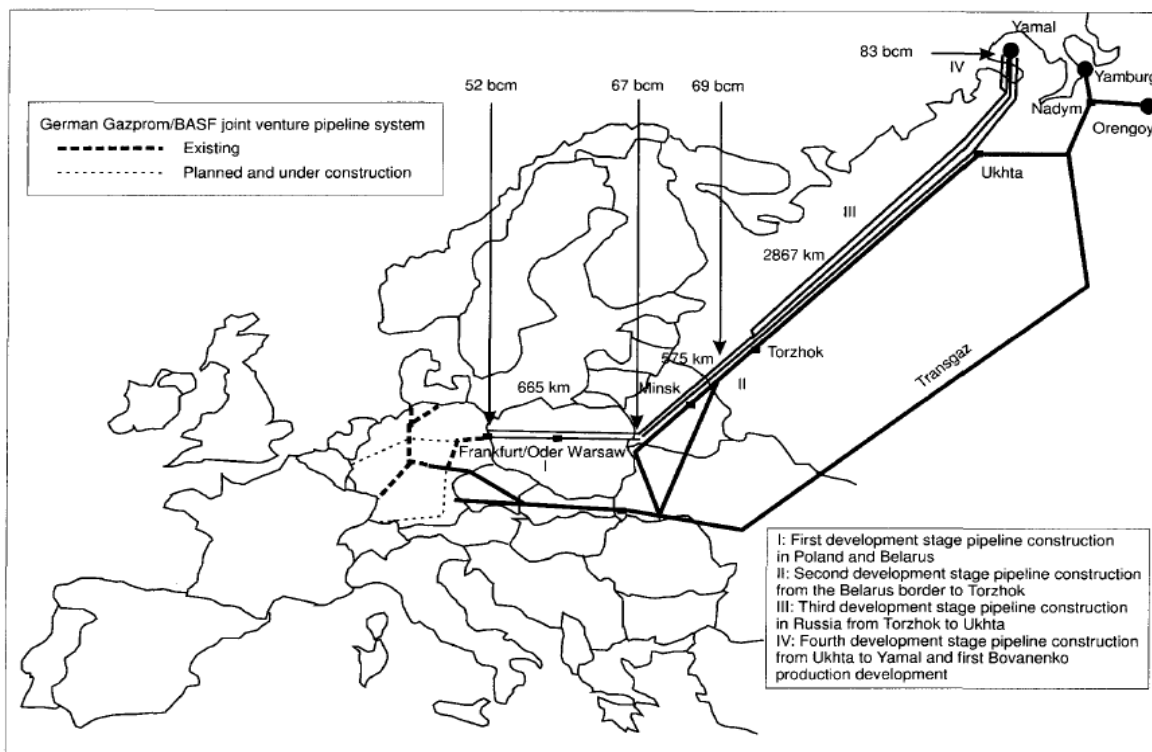 Yamal
83 bcm
IV
Yamburg
52 bcm
67 bcm
69 bcm
Nadym
Orengoy
German Gazprom/BASF joint venture pipeline system
Existing
Planned and under construction
Ukhta
III
2867 km
Torzhok
575 km
II
Minsk
665 km
Transgaz
Frankfurt/Oder Warsaw
I
I: First development stage pipeline construction
in Poland and Belarus
II: Second development stage pipeline construction
from the Belarus border to Torzhok
III: Third development stage pipeline construction
in Russia from Torzhok to Ukhta
IV: Fourth development stage pipeline construction
from Ukhta to Yamal and first Bovanenko
production development